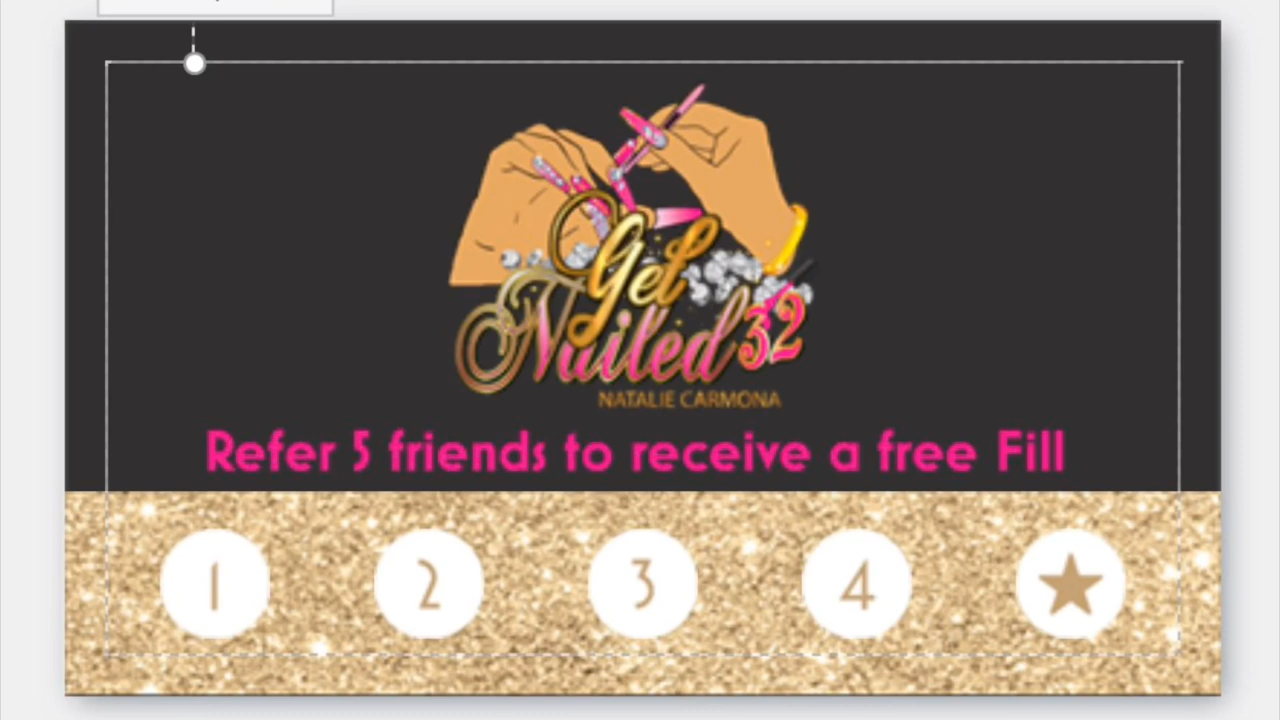 Gel
Nailed 32
NATALIE CARMONA
Refer 5 friends to receive a free Fill
1 2 3 4